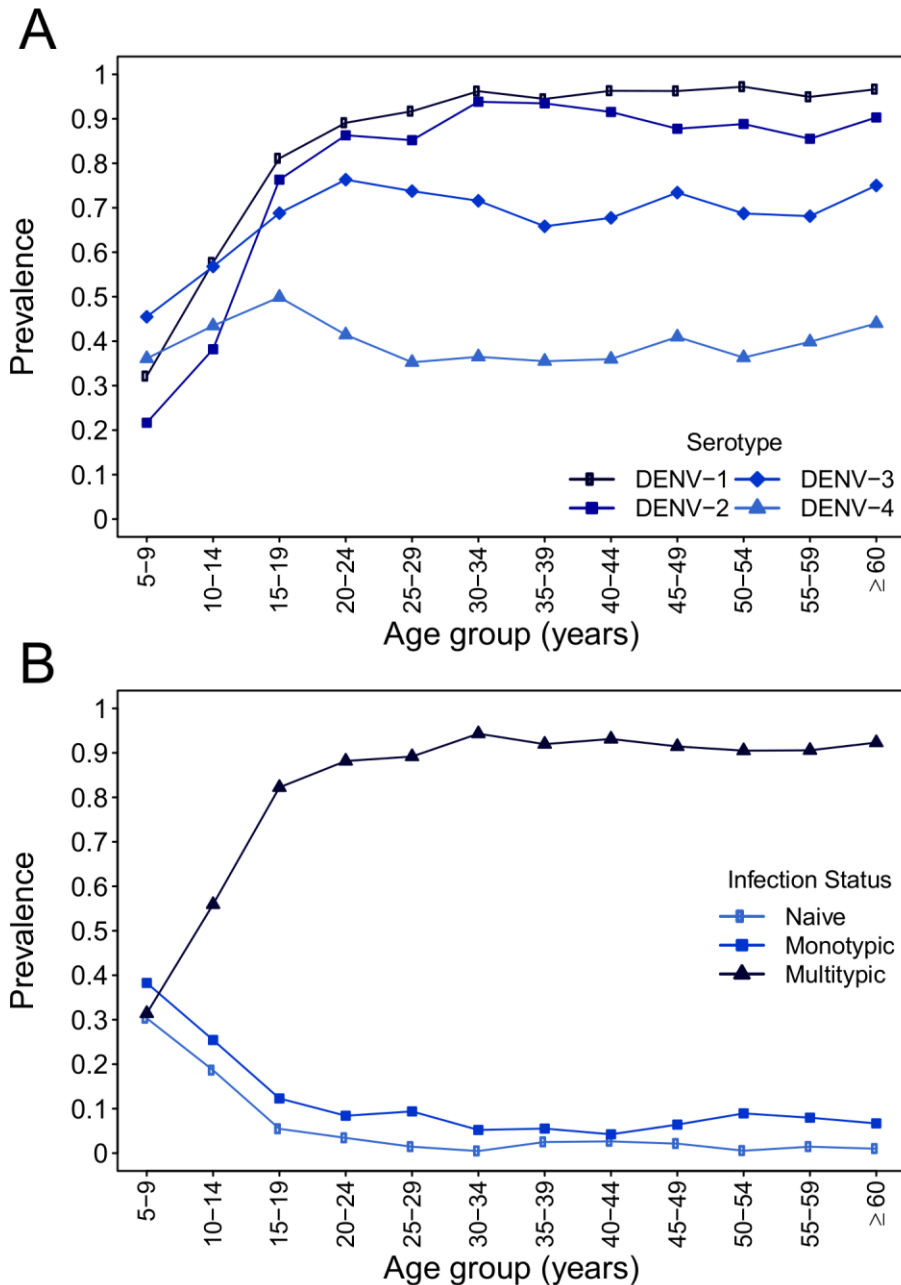 A
Prevalence
1
0.9
0.8
0.7
0.6
0.5
0.4
0.3
0.2
0.1
0
Serotype
DENV−1 DENV−3
DENV−2 DENV−4
5−9 10−14 15−19 20−24 25−29 30−34 35−39 40−44 45−49 50−54 55−59 ≥ 60
Age group (years)
B
Prevalence
1
0.9
0.8
0.7
0.6
0.5
0.4
0.3
0.2
0.1
0
Infection Status
Naive
Monotypic
Multitypic
5−9 10−14 15−19 20−24 25−29 30−34 35−39 40−44 45−49 50−54 55−59 ≥ 60
Age group (years)